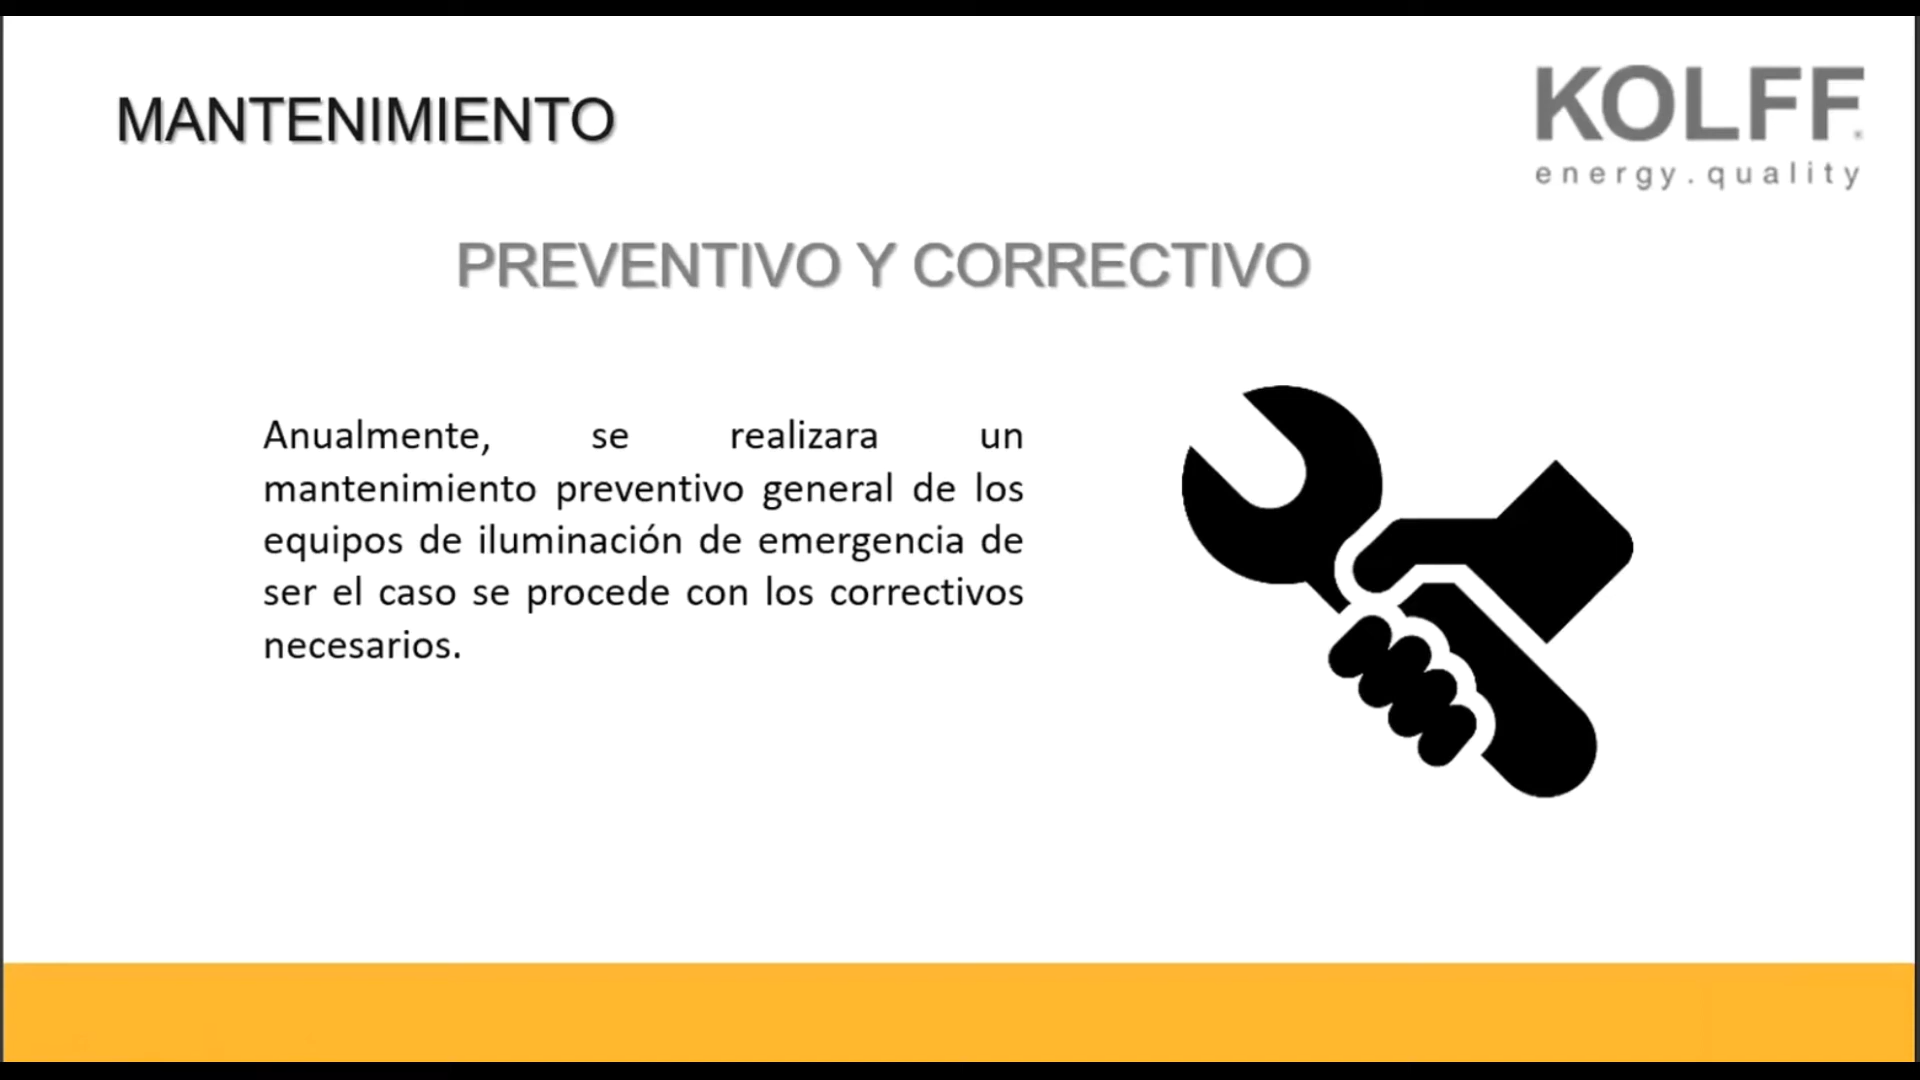 MANTENIMIENTO
KOLFF
energy.quality
PREVENTIVO Y CORRECTIVO
Anualmente, se realizara un
mantenimiento preventivo general de los
equipos de iluminación de emergencia de
ser el caso se procede con los correctivos
necesarios.